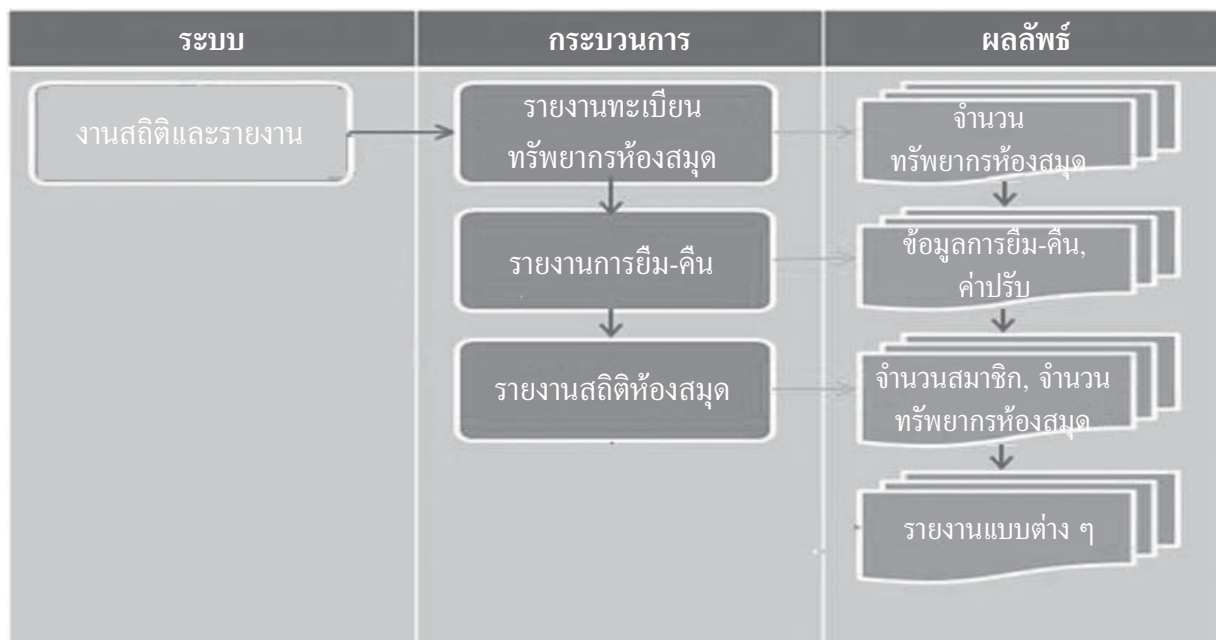 ระบบ
กระบวนการ
ผลลัพธ์
งานสถิติและรายงาน
รายงานทะเบียน
ทรัพยากรห้องสมุด
จำนวน
ทรัพยากรห้องสมุด
รายงานการยืม-คืน
ข้อมูลการยืม-คืน,
ค่าปรับ
รายงานสถิติห้องสมุด
จำนวนสมาชิก, จำนวน
ทรัพยากรห้องสมุด
รายงานแบบต่าง ๆ